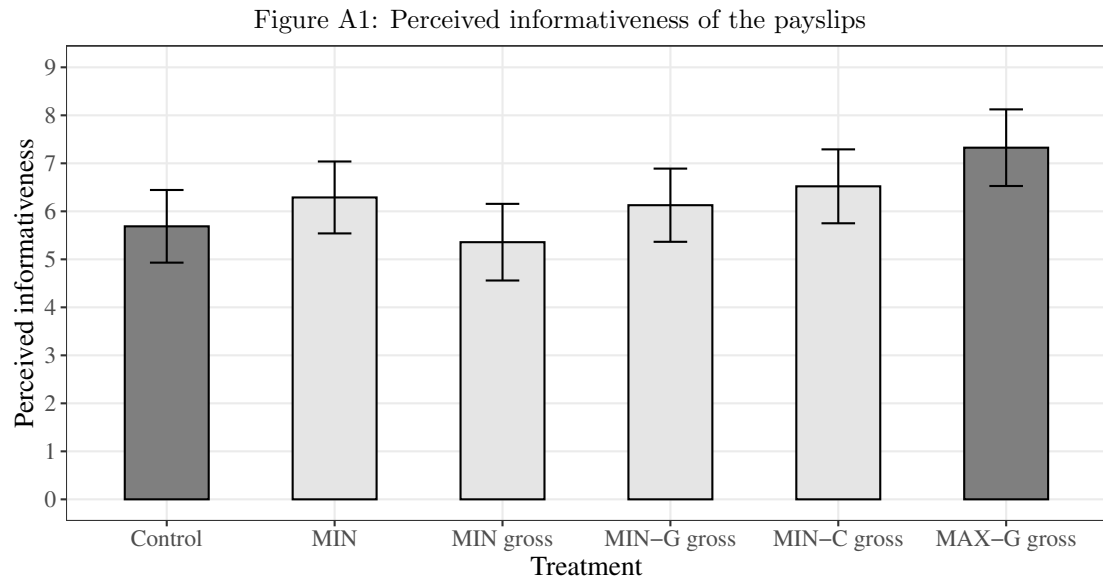 Figure A1: Perceived informativeness of the payslips
9
8
7
6
5
4
3
2
1
0
Perceived informativeness
Control MIN MIN gross MIN−G gross MIN−C gross MAX−G gross
Treatment